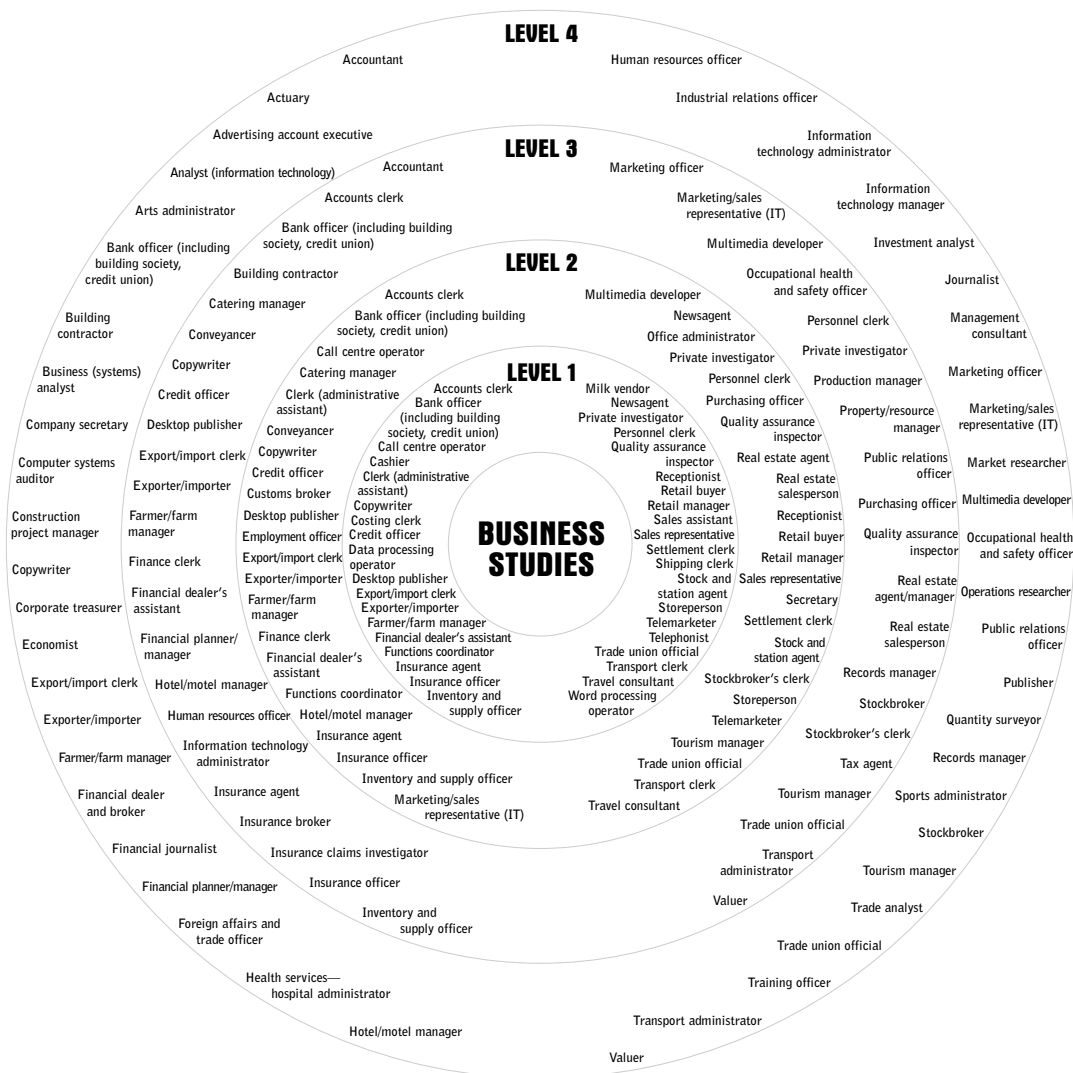 LEVEL 4
Accountant
Actuary
Advertising account executive
Analyst (information technology)
Arts administrator
Bank officer (including
building society,
credit union)
Building
contractor
Business (systems)
analyst
Company secretary
Computer systems
auditor
Construction
project manager
Copywriter
Corporate treasurer
Economist
Export/import clerk
Exporter/importer
Farmer/farm manager
Financial dealer
and broker
Financial journalist
Financial planner/manager
Foreign affairs and
trade officer
Health services—
hospital administrator
Hotel/motel manager
Human resources officer
Industrial relations officer
Information
technology administrator
Information
technology manager
Investment analyst
Journalist
Management
consultant
Marketing officer
Marketing/sales
representative (IT)
Market researcher
Multimedia developer
Occupational health
and safety officer
Operations researcher
Public relations
officer
Publisher
Quantity surveyor
Records manager
Sports administrator
Stockbroker
Tourism manager
Trade analyst
Trade union official
Training officer
Transport administrator
Valuer
LEVEL 3
Accountant
Accounts clerk
Bank officer (including building
society, credit union)
Building contractor
Catering manager
Conveyancer
Copywriter
Credit officer
Desktop publisher
Export/import clerk
Exporter/importer
Farmer/farm
manager
Finance clerk
Financial dealer's
assistant
Financial planner/
manager
Hotel/motel manager
Human resources officer
Information technology
administrator
Insurance agent
Insurance broker
Insurance claims investigator
Insurance officer
Inventory and
supply officer
Marketing officer
Marketing/sales
representative (IT)
Multimedia developer
Occupational health
and safety officer
Personnel clerk
Private investigator
Production manager
Property/resource
manager
Public relations
officer
Purchasing officer
Quality assurance
inspector
Real estate
agent/manager
Real estate
salesperson
Records manager
Stockbroker
Stockbroker's clerk
Tax agent
Tourism manager
Trade union official
Transport
administrator
Valuer
LEVEL 2
Accounts clerk
Bank officer (including building
society, credit union)
Call centre operator
Catering manager
Clerk (administrative
assistant)
Conveyancer
Copywriter
Credit officer
Customs broker
Desktop publisher
Employment officer
Export/import clerk
Exporter/importer
Farmer/farm
manager
Finance clerk
Financial dealer's
assistant
Functions coordinator
Hotel/motel manager
Insurance agent
Insurance officer
Inventory and supply officer
Marketing/sales
representative (IT)
Multimedia developer
Newsagent
Office administrator
Private investigator
Personnel clerk
Purchasing officer
Quality assurance
inspector
Real estate agent
Real estate
salesperson
Receptionist
Retail buyer
Retail manager
Sales representative
Secretary
Settlement clerk
Stock and
station agent
Stockbroker's clerk
Storeperson
Telemarketer
Tourism manager
Trade union official
Transport clerk
Travel consultant
LEVEL 1
Accounts clerk
Bank officer
(including building
society, credit union)
Call centre operator
Cashier
Clerk (administrative
assistant)
Copywriter
Costing clerk
Credit officer
Data processing
operator
Desktop publisher
Export/import clerk
Exporter/importer
Farmer/farm manager
Financial dealer's assistant
Functions coordinator
Insurance agent
Insurance officer
Inventory and
supply officer
Milk vendor
Newsagent
Private investigator
Personnel clerk
Quality assurance
inspector
Receptionist
Retail buyer
Retail manager
Sales assistant
Sales representative
Settlement clerk
Shipping clerk
Stock and
station agent
Storeperson
Telemarketer
Telephonist
Trade union official
Transport clerk
Travel consultant
Word processing
operator
BUSINESS
STUDIES